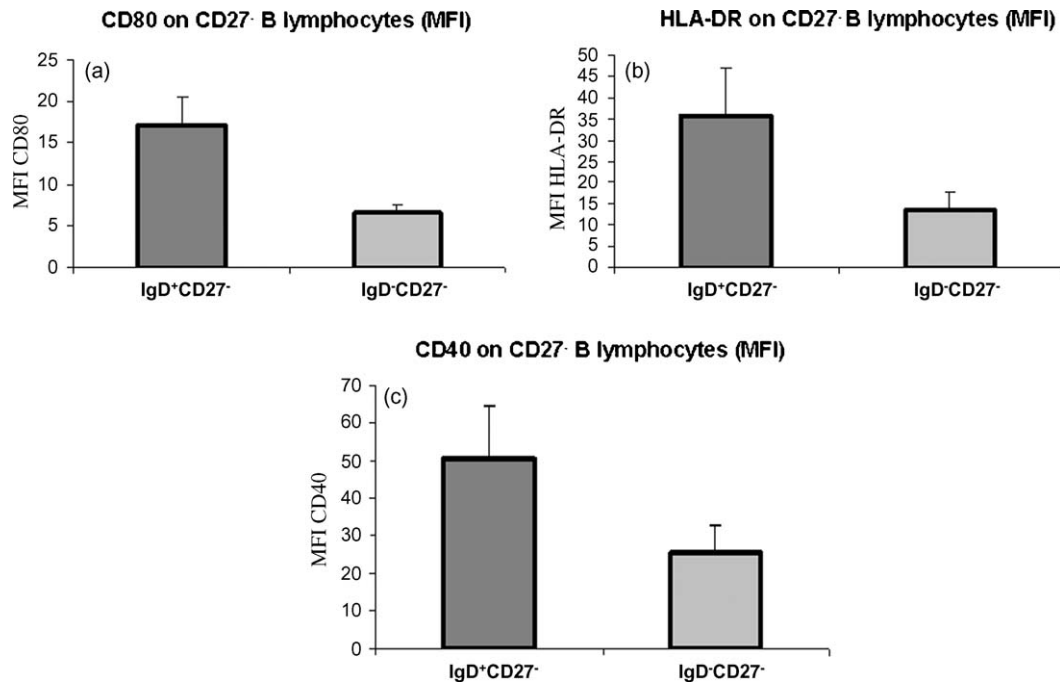 CD80 on CD27⁻ B lymphocytes (MFI)
(a)
MFI CD80
25
20
15
10
5
0
IgD⁺CD27⁻
IgD⁻CD27⁻
HLA-DR on CD27⁻ B lymphocytes (MFI)
(b)
MFI HLA-DR
50
45
40
35
30
25
20
15
10
5
0
IgD⁺CD27⁻
IgD⁻CD27⁻
CD40 on CD27⁻ B lymphocytes (MFI)
(c)
MFI CD40
70
60
50
40
30
20
10
0
IgD⁺CD27⁻
IgD⁻CD27⁻